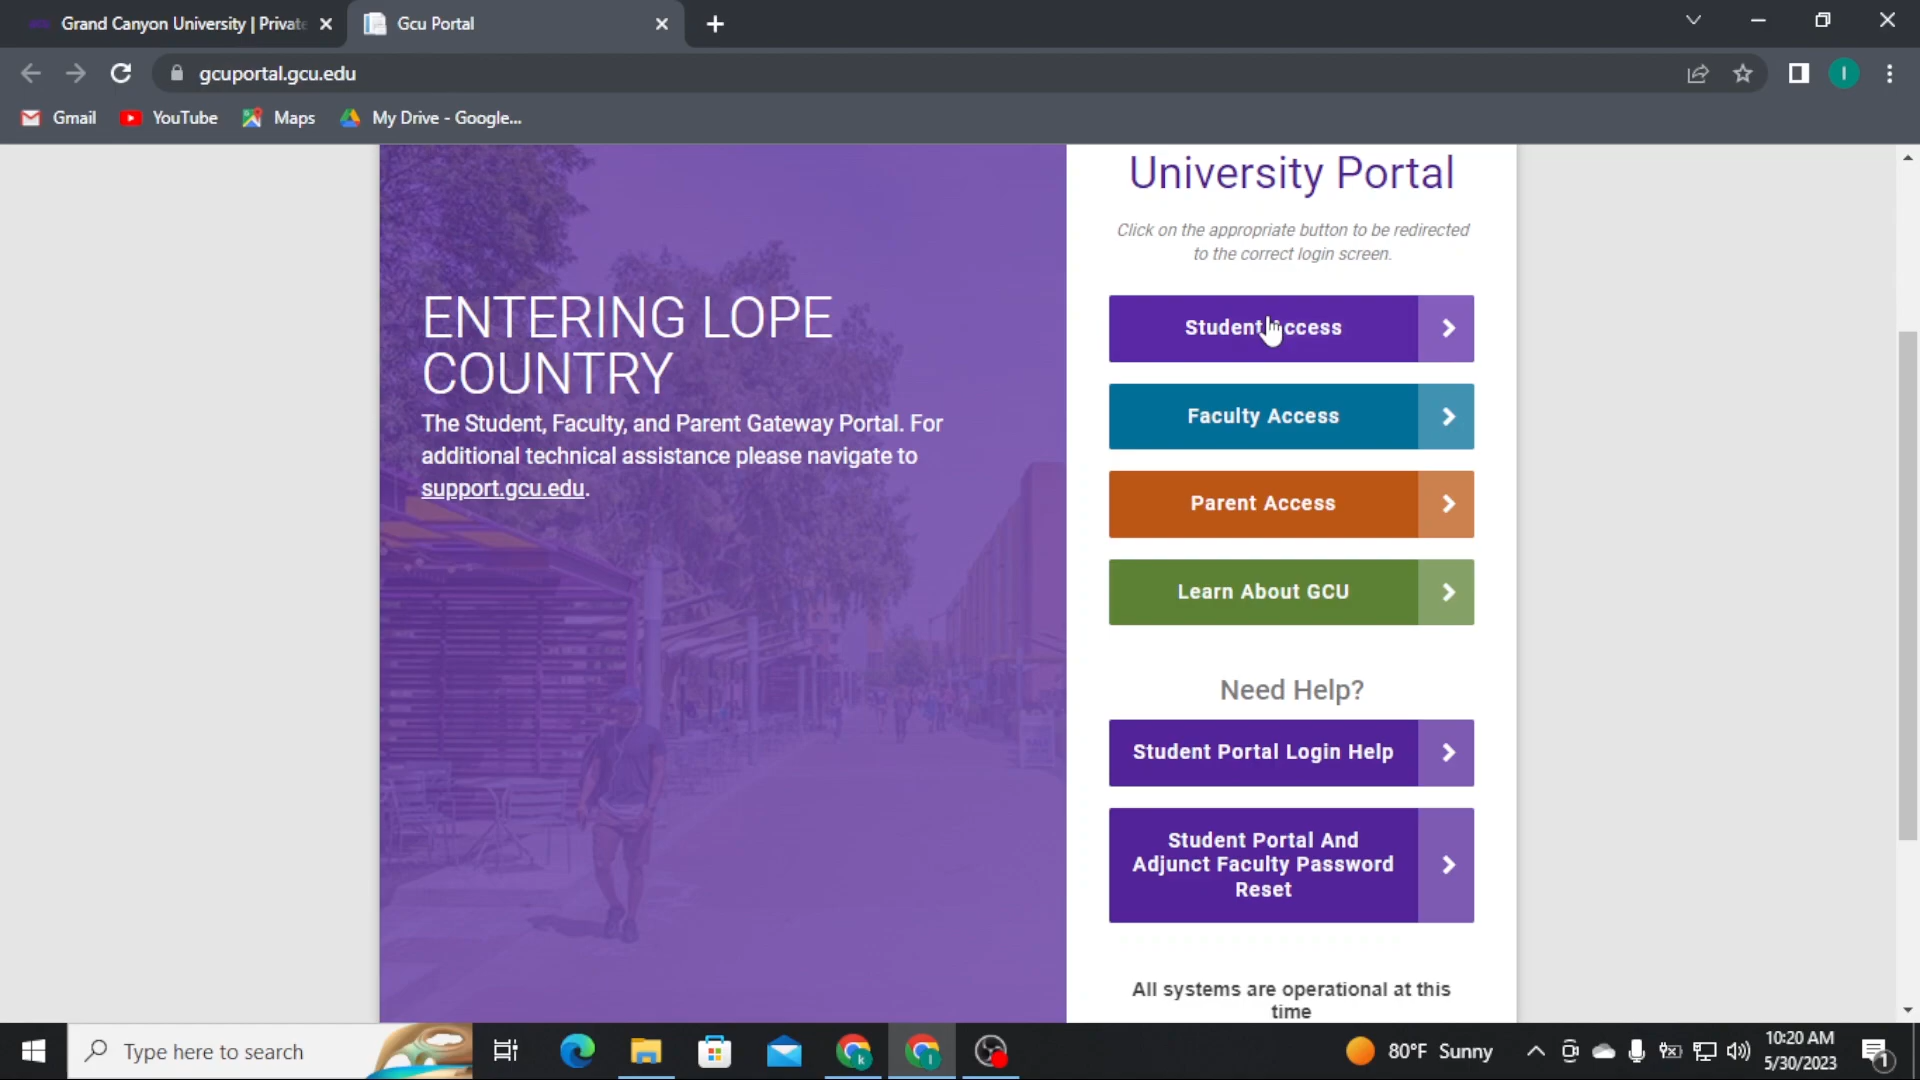 Grand Canyon University | Private
Gcu Portal
gcuportal.gcu.edu
Gmail
YouTube
Maps
My Drive - Google...
ENTERING LOPE
COUNTRY
The Student, Faculty, and Parent Gateway Portal. For
additional technical assistance please navigate to
support.gcu.edu.
University Portal
Click on the appropriate button to be redirected
to the correct login screen.
Student Access
Faculty Access
Parent Access
Learn About GCU
Need Help?
Student Portal Login Help
Student Portal And
Adjunct Faculty Password
Reset
All systems are operational at this
time
Type here to search
80°F Sunny
10:20 AM
5/30/2023
1